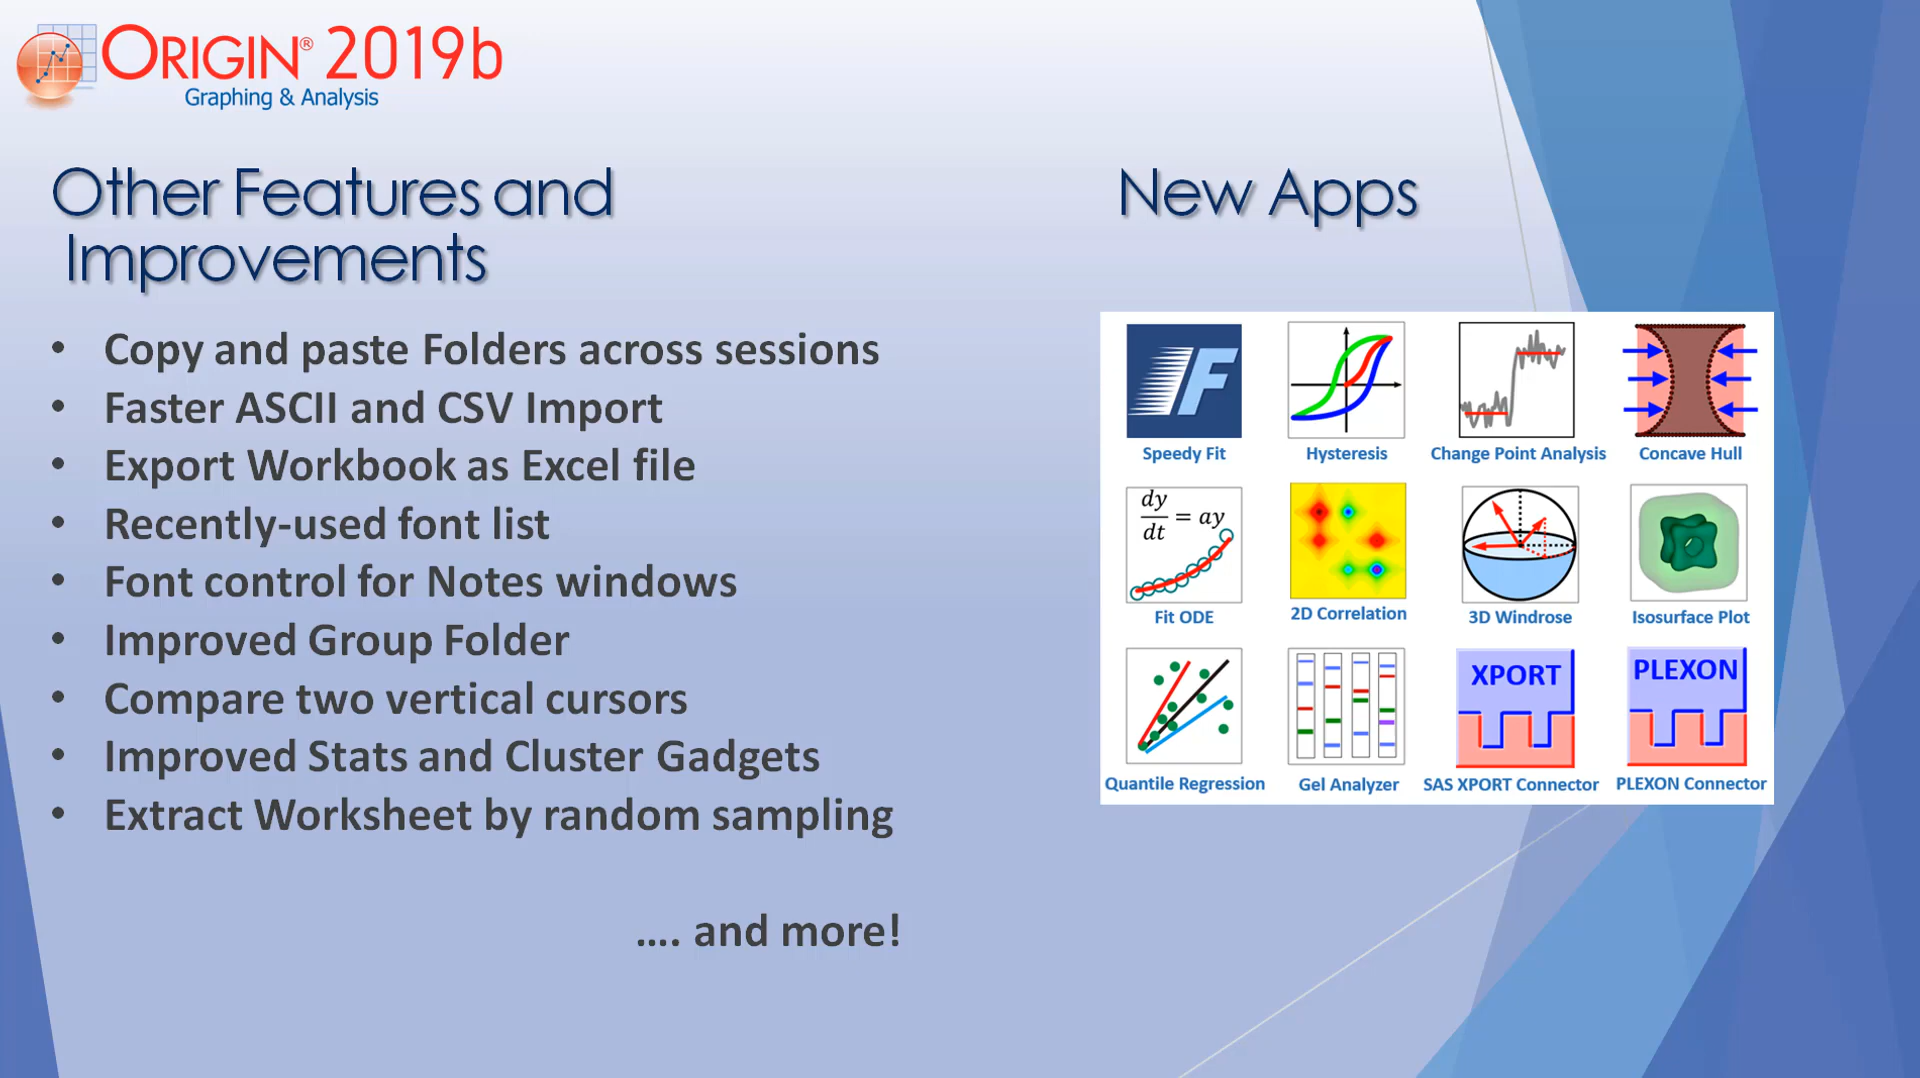 ORIGIN® 2019b
Graphing & Analysis
Other Features and
Improvements
• Copy and paste Folders across sessions
• Faster ASCII and CSV Import
• Export Workbook as Excel file
• Recently-used font list
• Font control for Notes windows
• Improved Group Folder
• Compare two vertical cursors
• Improved Stats and Cluster Gadgets
• Extract Worksheet by random sampling
.... and more!
New Apps
F
Speedy Fit
Hysteresis
Change Point Analysis
Concave Hull
dy
dt
= ay
Fit ODE
2D Correlation
3D Windrose
Isosurface Plot
Quantile Regression
Gel Analyzer
XPORT
SAS XPORT Connector
PLEXON
PLEXON Connector